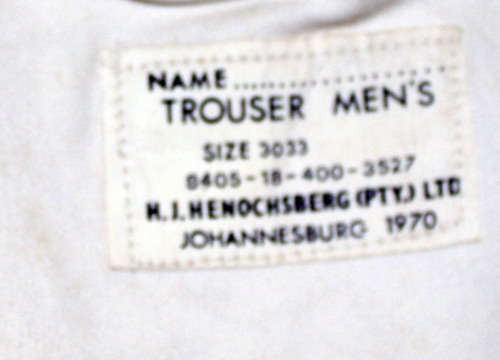 NAME....................
TROUSER MEN'S
SIZE 3033
8405-18-400-3527
H.J.HENOCHSBERG (PTY.) LTD
JOHANNESBURG 1970